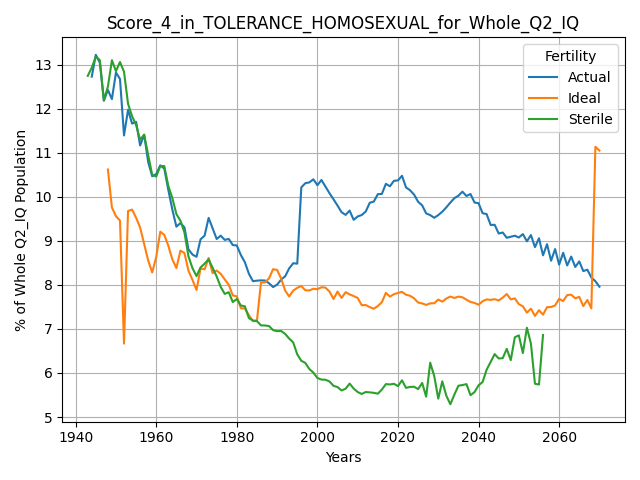 Score_4_in_TOLERANCE_HOMOSEXUAL_for_Whole_Q2_IQ
Fertility
Actual
Ideal
Sterile
% of Whole Q2_IQ Population
13
12
11
10
9
8
7
6
5
1940 1960 1980 2000 2020 2040 2060
Years